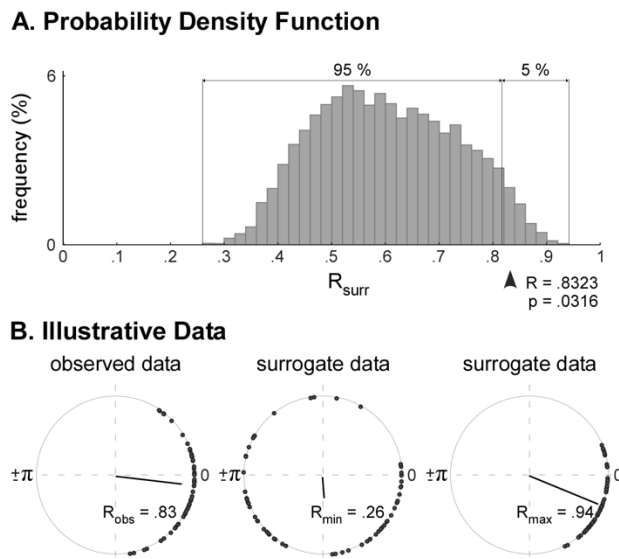 A. Probability Density Function
95 %
5 %
6
frequency (%)
0
0
.1
.2
.3
.4
.5
.6
.7
.8
.9
1
Rsurr
R = .8323
p = .0316
B. Illustrative Data
observed data
surrogate data
surrogate data
±π
0
Robs = .83
±π
0
Rmin = .26
±π
0
Rmax = .94